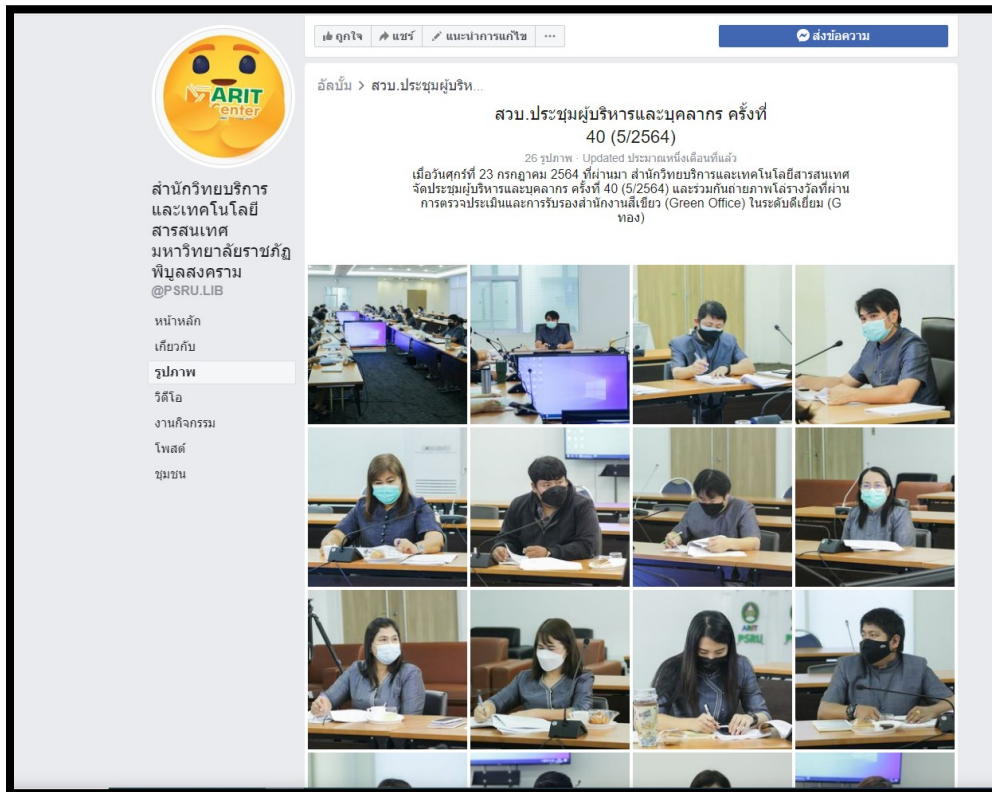 ถูกใจ แชร์ แนะนำการแก้ไข ...
ส่งข้อความ
ARIT
Center
สำนักวิทยบริการ
และเทคโนโลยี
สารสนเทศ
มหาวิทยาลัยราชภัฏ
พิบูลสงคราม
@PSRU.LIB
หน้าหลัก
เกี่ยวกับ
รูปภาพ
วิดีโอ
งานกิจกรรม
โพสต์
ชุมชน
อัลบั้ม > สวบ.ประชุมผู้บริห...
สวบ.ประชุมผู้บริหารและบุคลากร ครั้งที่
40 (5/2564)
26 รูปภาพ · Updated ประมาณหนึ่งเดือนที่แล้ว
เมื่อวันศุกร์ที่ 23 กรกฎาคม 2564 ที่ผ่านมา สำนักวิทยบริการและเทคโนโลยีสารสนเทศ
จัดประชุมผู้บริหารและบุคลากร ครั้งที่ 40 (5/2564) และร่วมกันถ่ายภาพโล่รางวัลที่ผ่าน
การตรวจประเมินและการรับรองสำนักงานสีเขียว (Green Office) ในระดับดีเยี่ยม (G
ทอง)
ARIT
PSRU